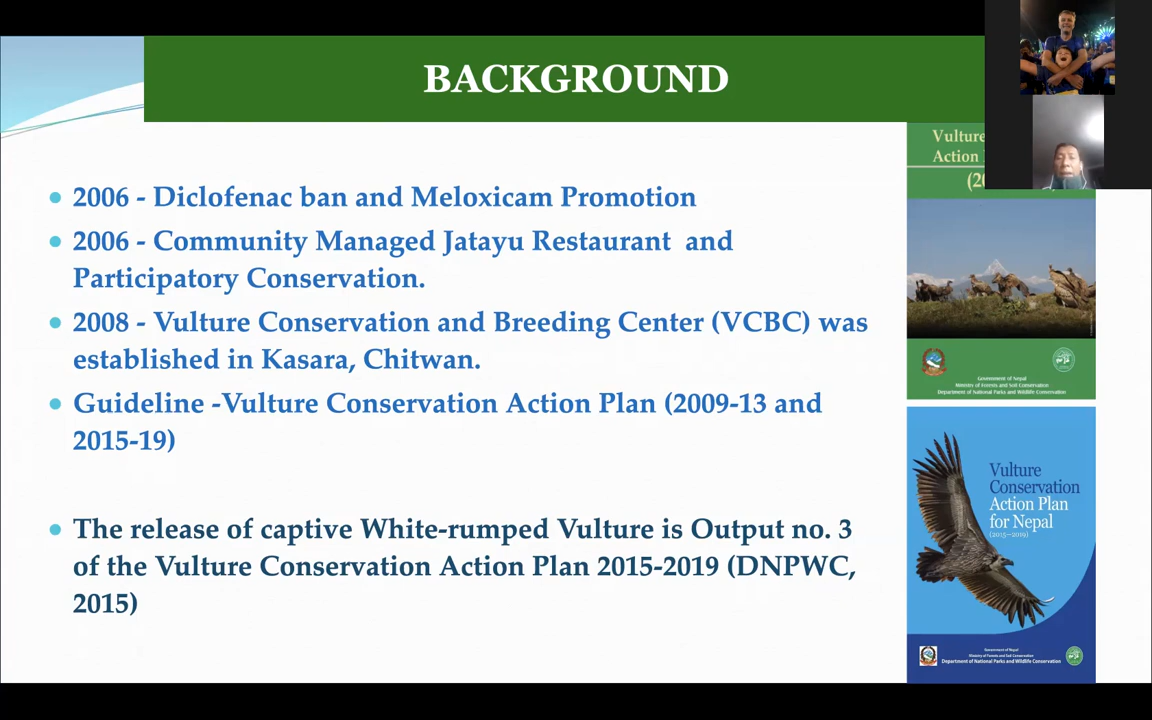 BACKGROUND
• 2006 - Diclofenac ban and Meloxicam Promotion
• 2006 - Community Managed Jatayu Restaurant and
Participatory Conservation.
• 2008 - Vulture Conservation and Breeding Center (VCBC) was
established in Kasara, Chitwan.
• Guideline -Vulture Conservation Action Plan (2009-13 and
2015-19)
• The release of captive White-rumped Vulture is Output no. 3
of the Vulture Conservation Action Plan 2015-2019 (DNPWC,
2015)
Vulture
Action
(20
Government of Nepal
Ministry of Forests and Soil Conservation
Department of National Parks and Wildlife Conservation
Vulture
Conservation
Action Plan
for Nepal
(2015–2019)
Government of Nepal
Ministry of Forests and Soil Conservation
Department of National Parks and Wildlife Conservation